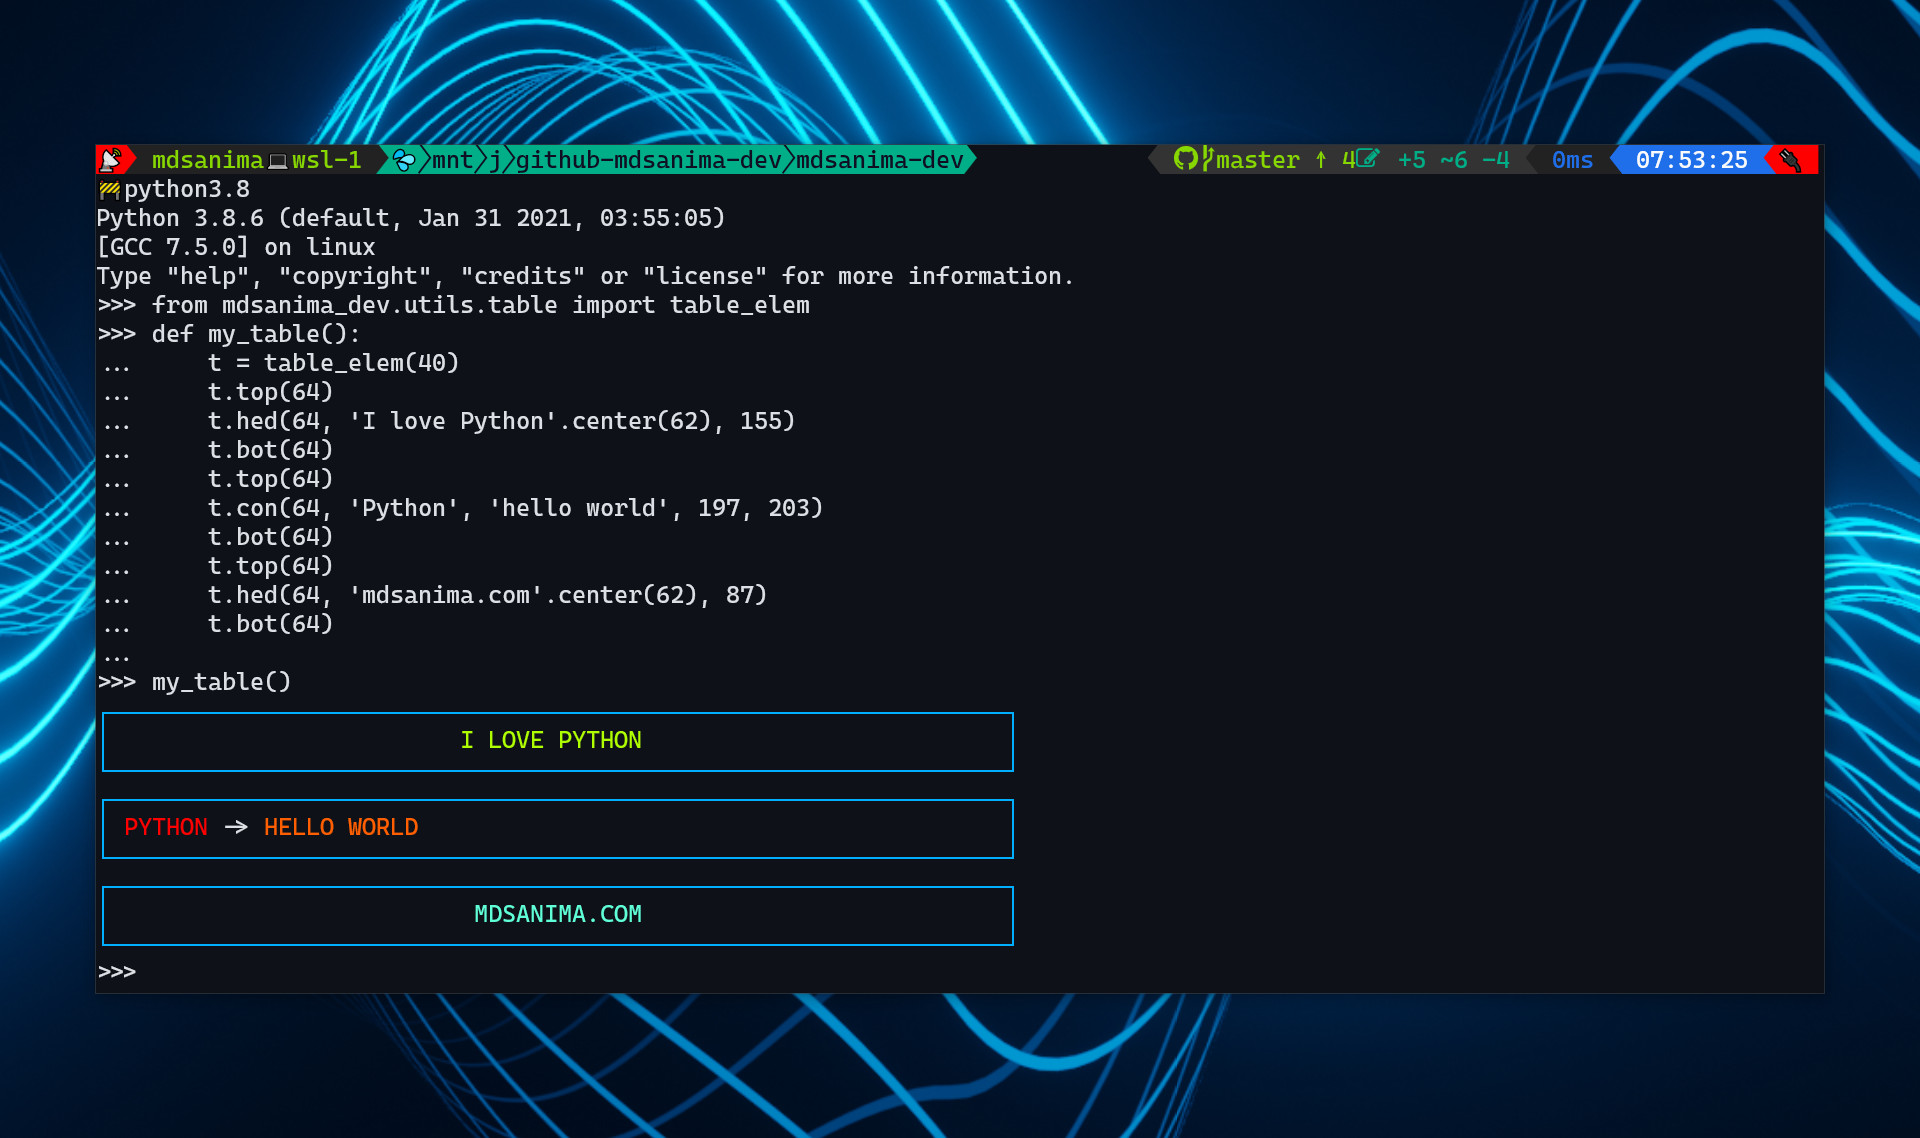 mdsanima wsl-1 mnt j github-mdsanima-dev mdsanima-dev master ↑ 4 +5 ~6 -4 0ms 07:53:25
python3.8
Python 3.8.6 (default, Jan 31 2021, 03:55:05)
[GCC 7.5.0] on linux
Type "help", "copyright", "credits" or "license" for more information.
>>> from mdsanima_dev.utils.table import table_elem
>>> def my_table():
...     t = table_elem(40)
...     t.top(64)
...     t.hed(64, 'I love Python'.center(62), 155)
...     t.bot(64)
...     t.top(64)
...     t.con(64, 'Python', 'hello world', 197, 203)
...     t.bot(64)
...     t.top(64)
...     t.hed(64, 'mdsanima.com'.center(62), 87)
...     t.bot(64)
...
>>> my_table()
I LOVE PYTHON
PYTHON -> HELLO WORLD
MDSANIMA.COM
>>>